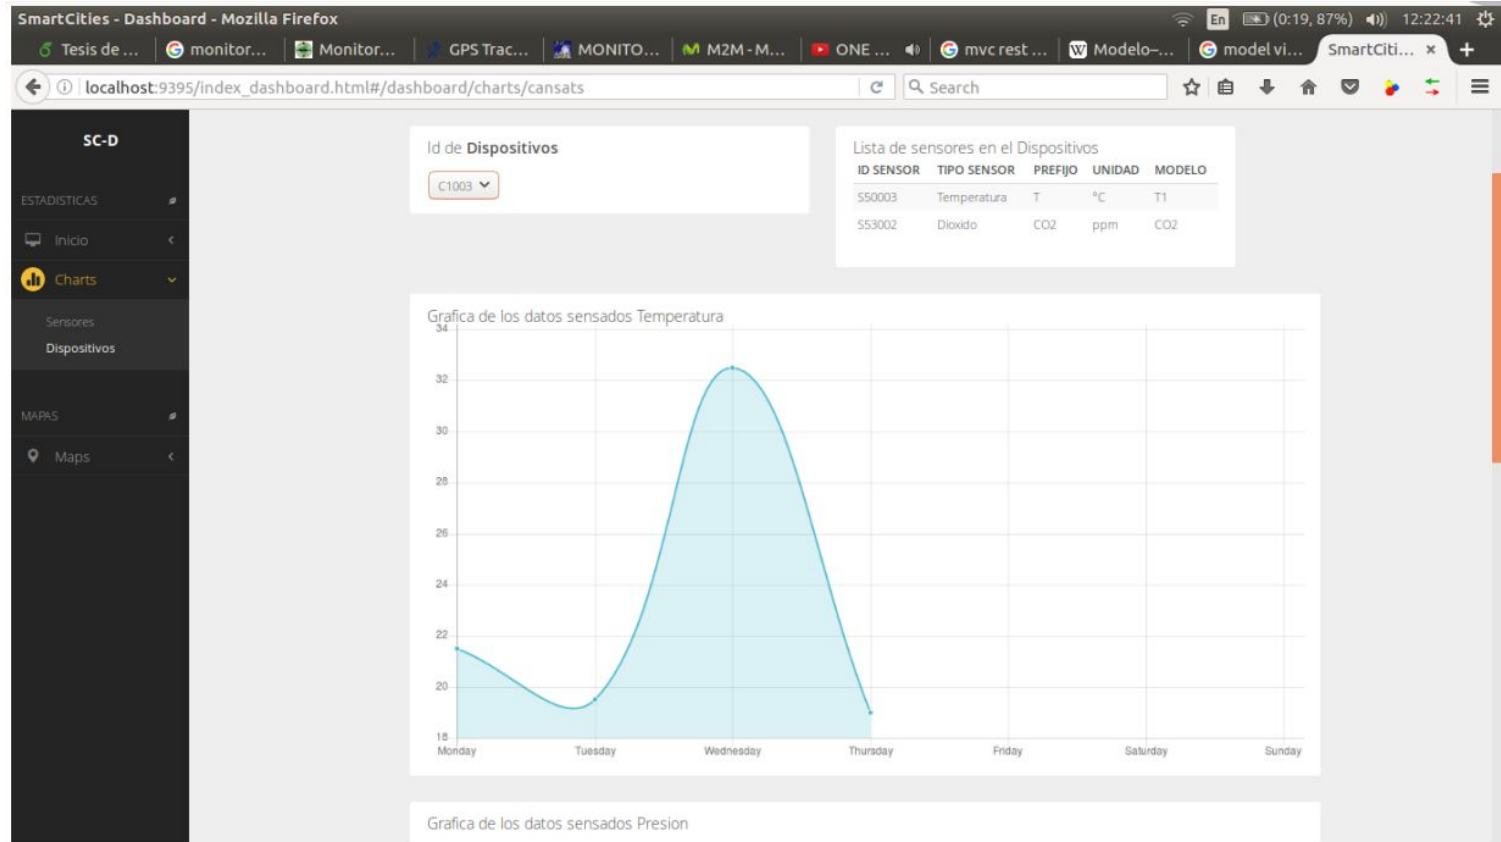 SmartCities - Dashboard - Mozilla Firefox
En (0:19, 87%) 12:22:41
Tesis de ... monitor... Monitor... GPS Trac... MONITO... M2M - M... ONE ... mvc rest ... Modelo–... model vi... SmartCiti... × +
localhost:9395/index_dashboard.html#/dashboard/charts/cansats Search
SC-D
ESTADISTICAS
Inicio
Charts
Sensores
Dispositivos
MAPAS
Maps
Id de Dispositivos
C1003
Lista de sensores en el Dispositivos
ID SENSOR TIPO SENSOR PREFIJO UNIDAD MODELO
S50003 Temperatura T °C T1
S53002 Dioxido CO2 ppm CO2
Grafica de los datos sensados Temperatura
34
32
30
28
26
24
22
20
18
Monday Tuesday Wednesday Thursday Friday Saturday Sunday
Grafica de los datos sensados Presion